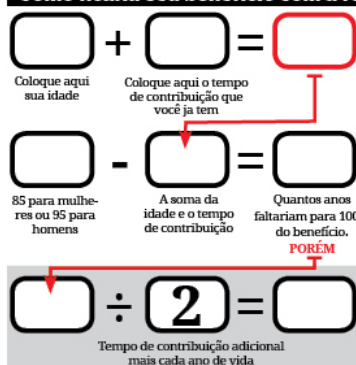 + =
Coloque aqui
sua idade
Coloque aqui o tempo
de contribuição que
você ja tem
- =
85 para mulhe-
res ou 95 para
homens
A soma da
idade e o tempo
de contribuição
Quantos anos
faltariam para 100
do benefício.
PORÉM
÷ 2 =
Tempo de contribuição adicional
mais cada ano de vida